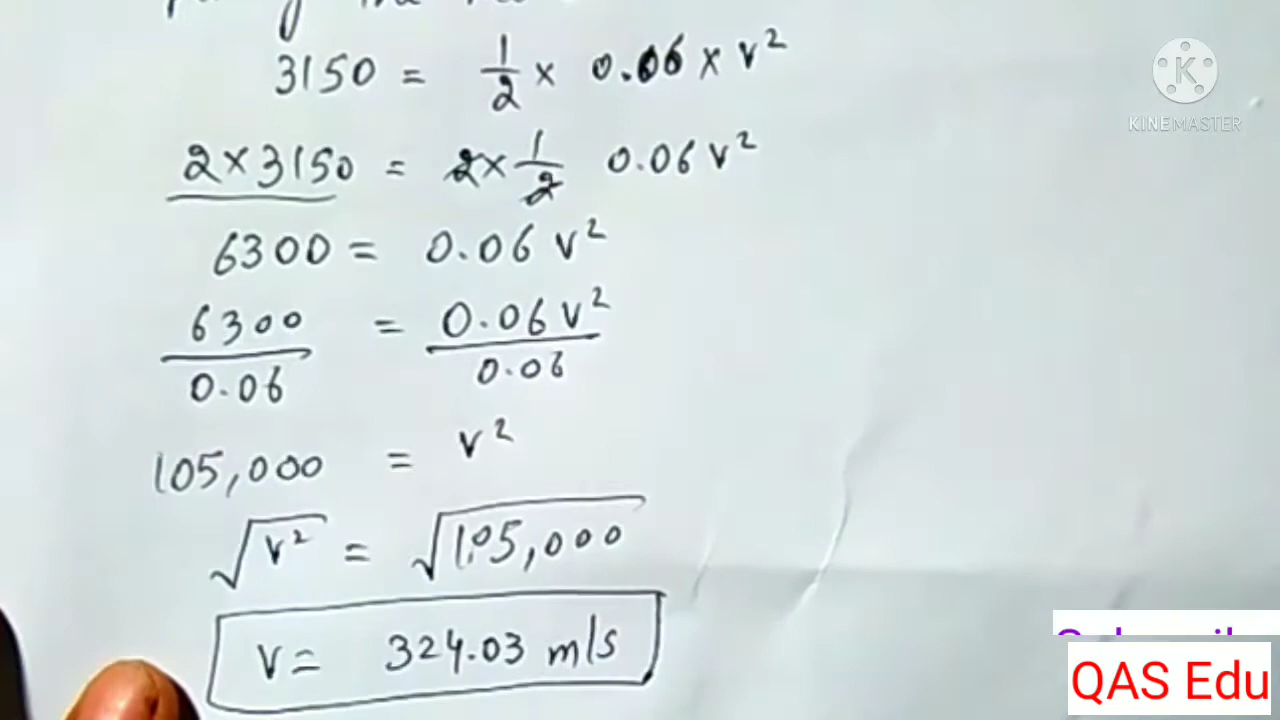 3150 = 1/2 × 0.06 × v²
2×3150 = 2×1/2 0.06 v²
6300 = 0.06 v²
6300/0.06 = 0.06 v²/0.06
105,000 = v²
√v² = √105,000
v = 324.03 m/s
K
KINEMASTER
QAS Edu